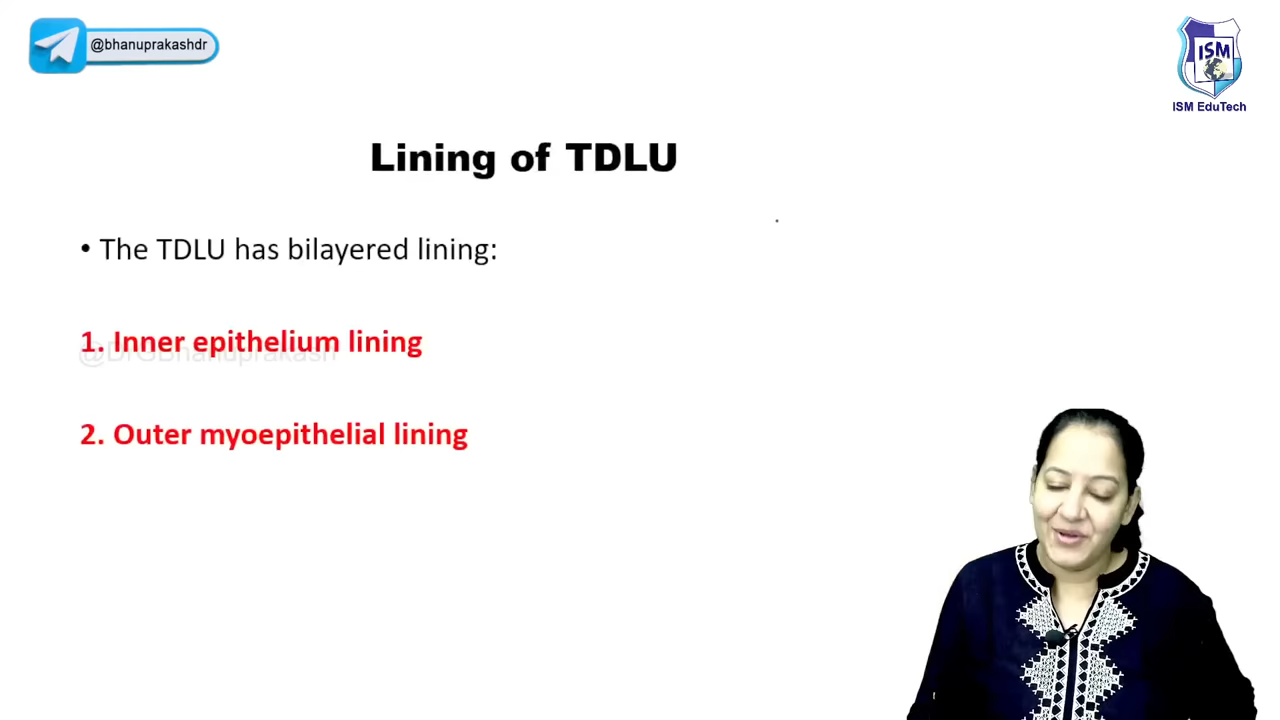 @bhanuprakashdr
ISM
ISM EduTech
Lining of TDLU
• The TDLU has bilayered lining:
1. Inner epithelium lining
@DrGBhanuprakash
2. Outer myoepithelial lining